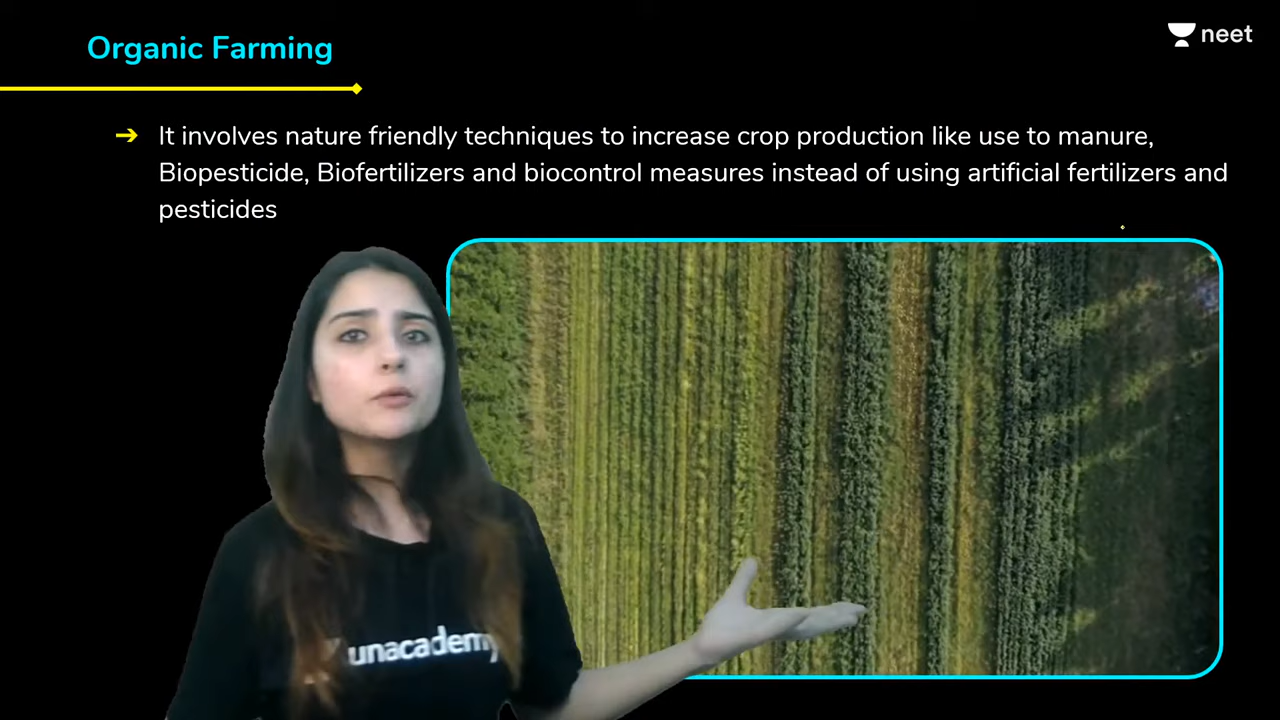 Organic Farming
neet
It involves nature friendly techniques to increase crop production like use to manure,
Biopesticide, Biofertilizers and biocontrol measures instead of using artificial fertilizers and
pesticides
unacademy